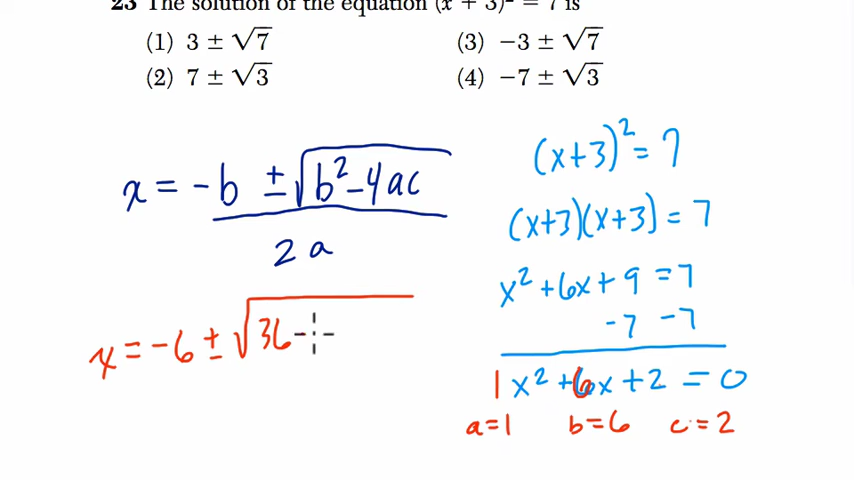 23 The solution of the equation (x + 3)² = 7 is
(1) 3 ± √7
(3) −3 ± √7
(2) 7 ± √3
(4) −7 ± √3
x = -b ± √b²-4ac
2a
x = -6 ± √36-
(x+3)² = 7
(x+3)(x+3) = 7
x² + 6x + 9 = 7
-7 -7
1x² + 6x + 2 = 0
a=1 b=6 c=2